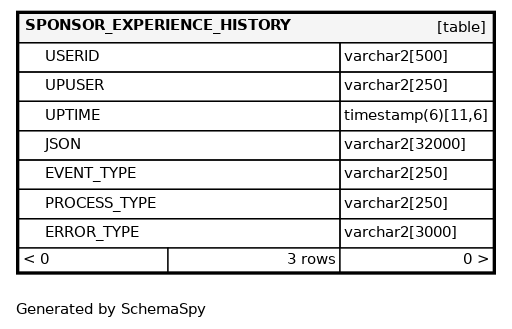 SPONSOR_EXPERIENCE_HISTORY [table]
USERID varchar2[500]
UPUSER varchar2[250]
UPTIME timestamp(6)[11,6]
JSON varchar2[32000]
EVENT_TYPE varchar2[250]
PROCESS_TYPE varchar2[250]
ERROR_TYPE varchar2[3000]
< 0 3 rows 0 >
Generated by SchemaSpy